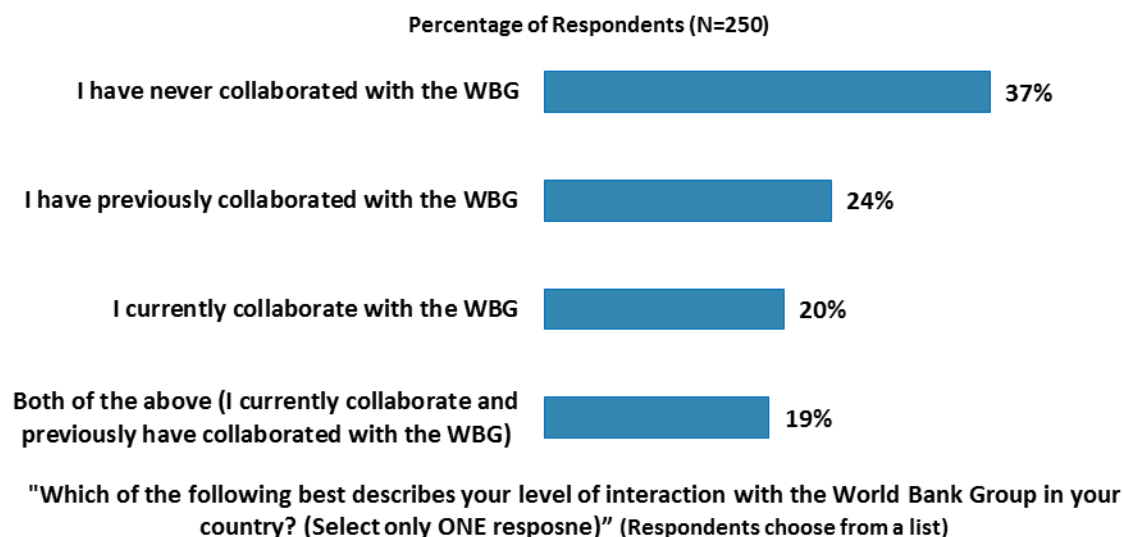 Percentage of Respondents (N=250)
I have never collaborated with the WBG
37%
I have previously collaborated with the WBG
24%
I currently collaborate with the WBG
20%
Both of the above (I currently collaborate and
previously have collaborated with the WBG)
19%
"Which of the following best describes your level of interaction with the World Bank Group in your
country? (Select only ONE resposne)” (Respondents choose from a list)